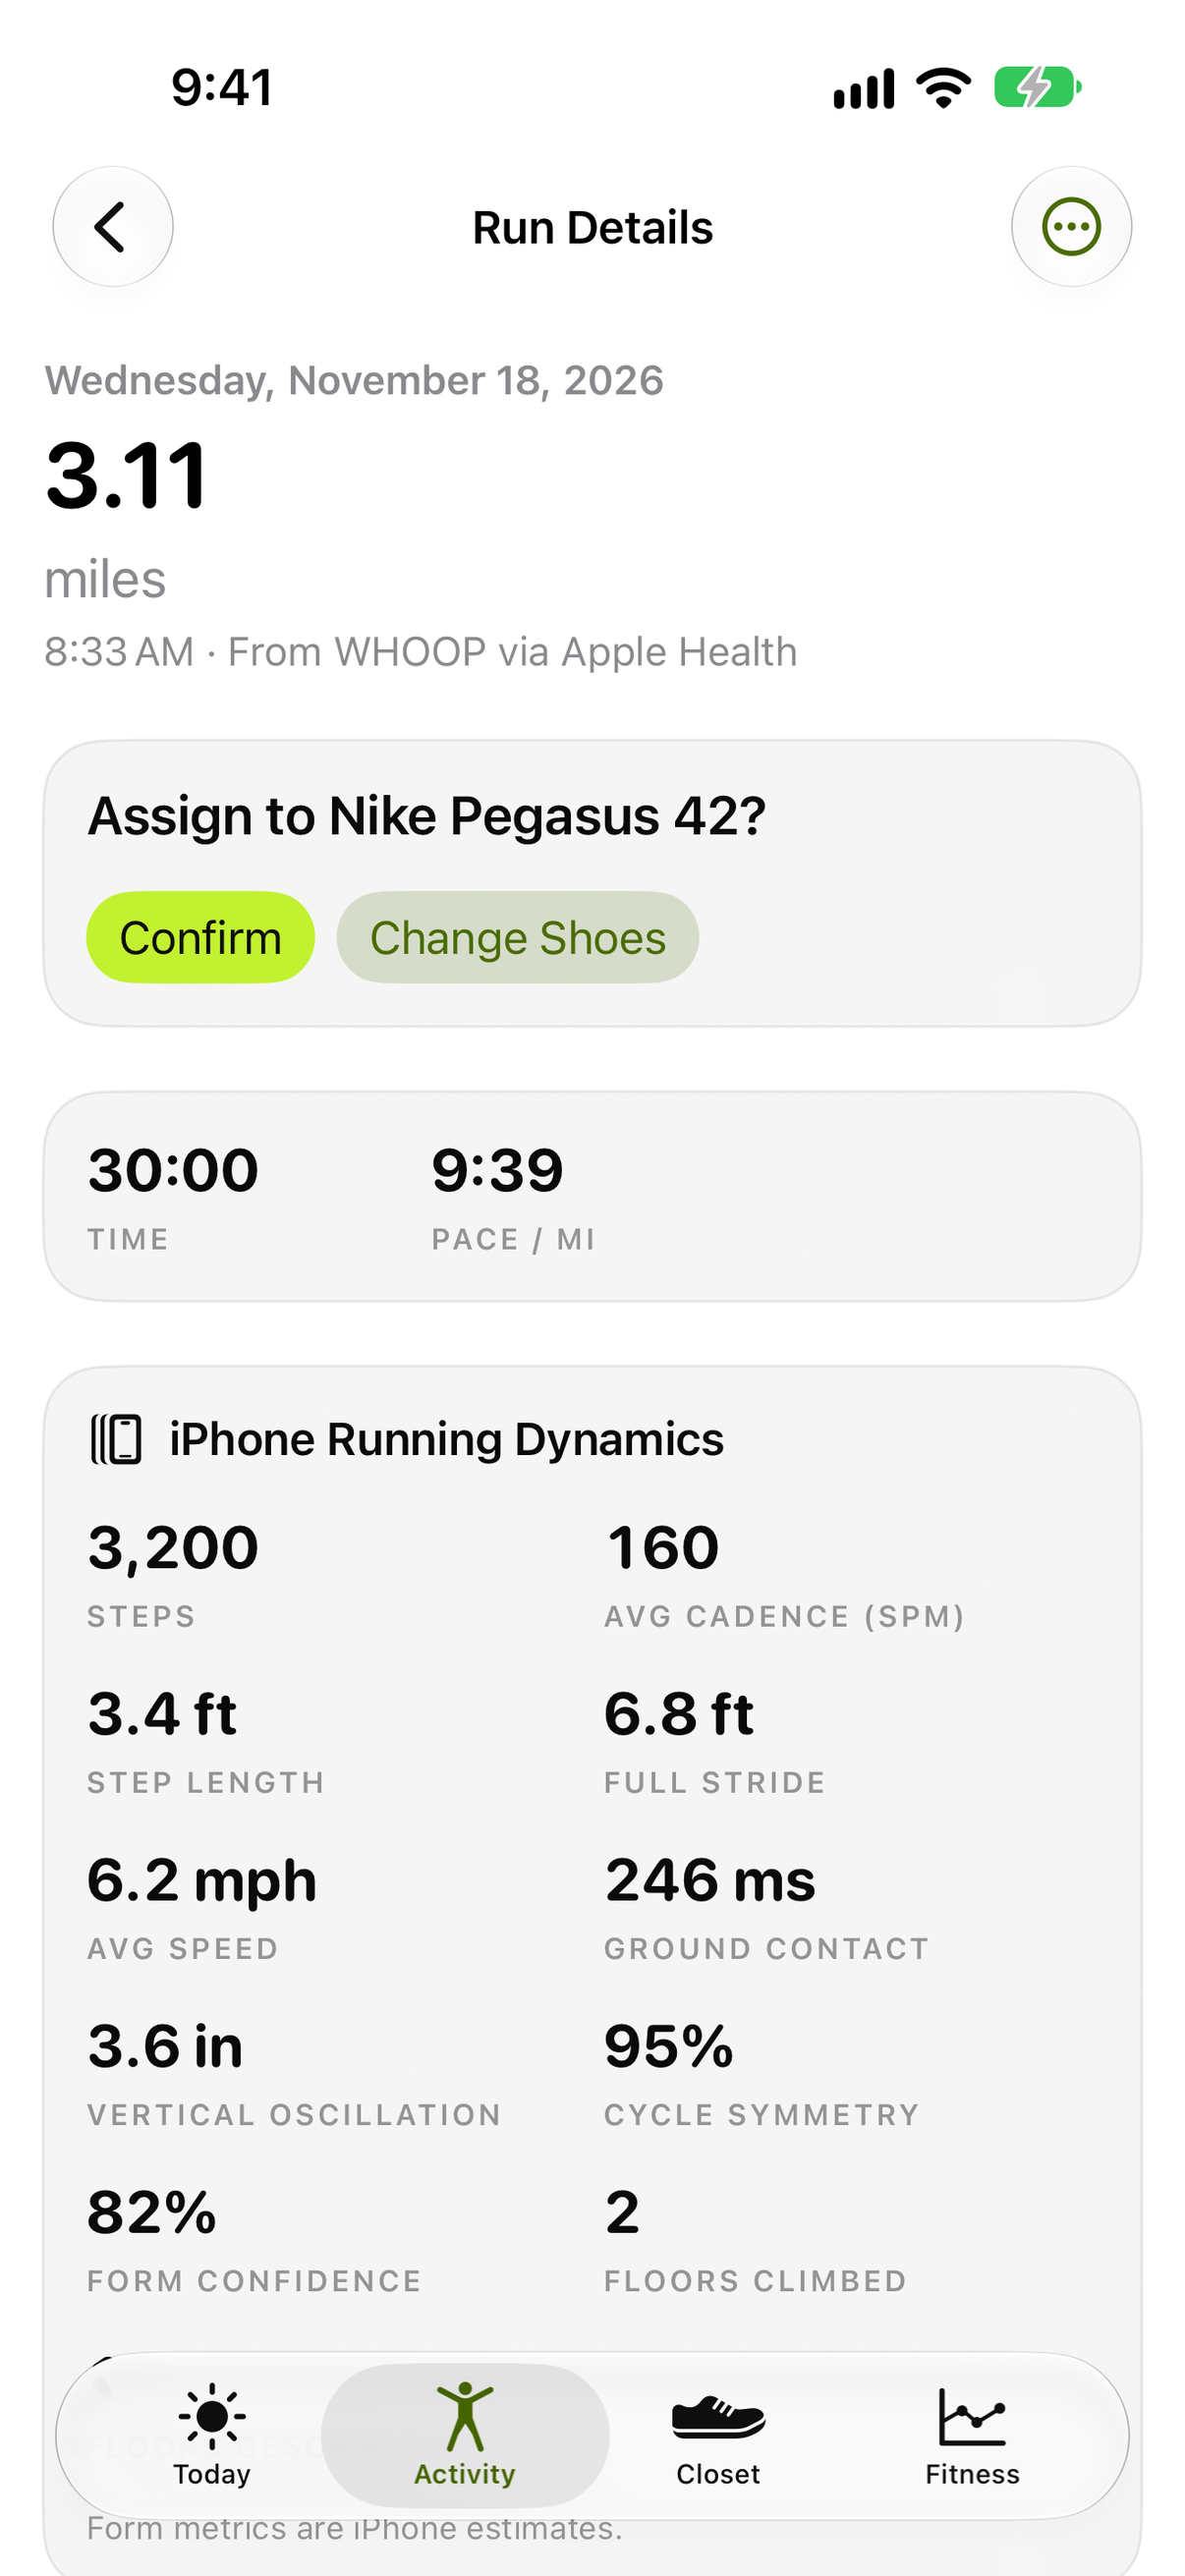 9:41
Run Details
Wednesday, November 18, 2026
3.11
miles
8:33 AM · From WHOOP via Apple Health
Assign to Nike Pegasus 42?
Confirm Change Shoes
30:00 9:39
TIME PACE / MI
iPhone Running Dynamics
3,200 160
STEPS AVG CADENCE (SPM)
3.4 ft 6.8 ft
STEP LENGTH FULL STRIDE
6.2 mph 246 ms
AVG SPEED GROUND CONTACT
3.6 in 95%
VERTICAL OSCILLATION CYCLE SYMMETRY
82% 2
FORM CONFIDENCE FLOORS CLIMBED
Today Activity Closet Fitness
Form metrics are iPhone estimates.